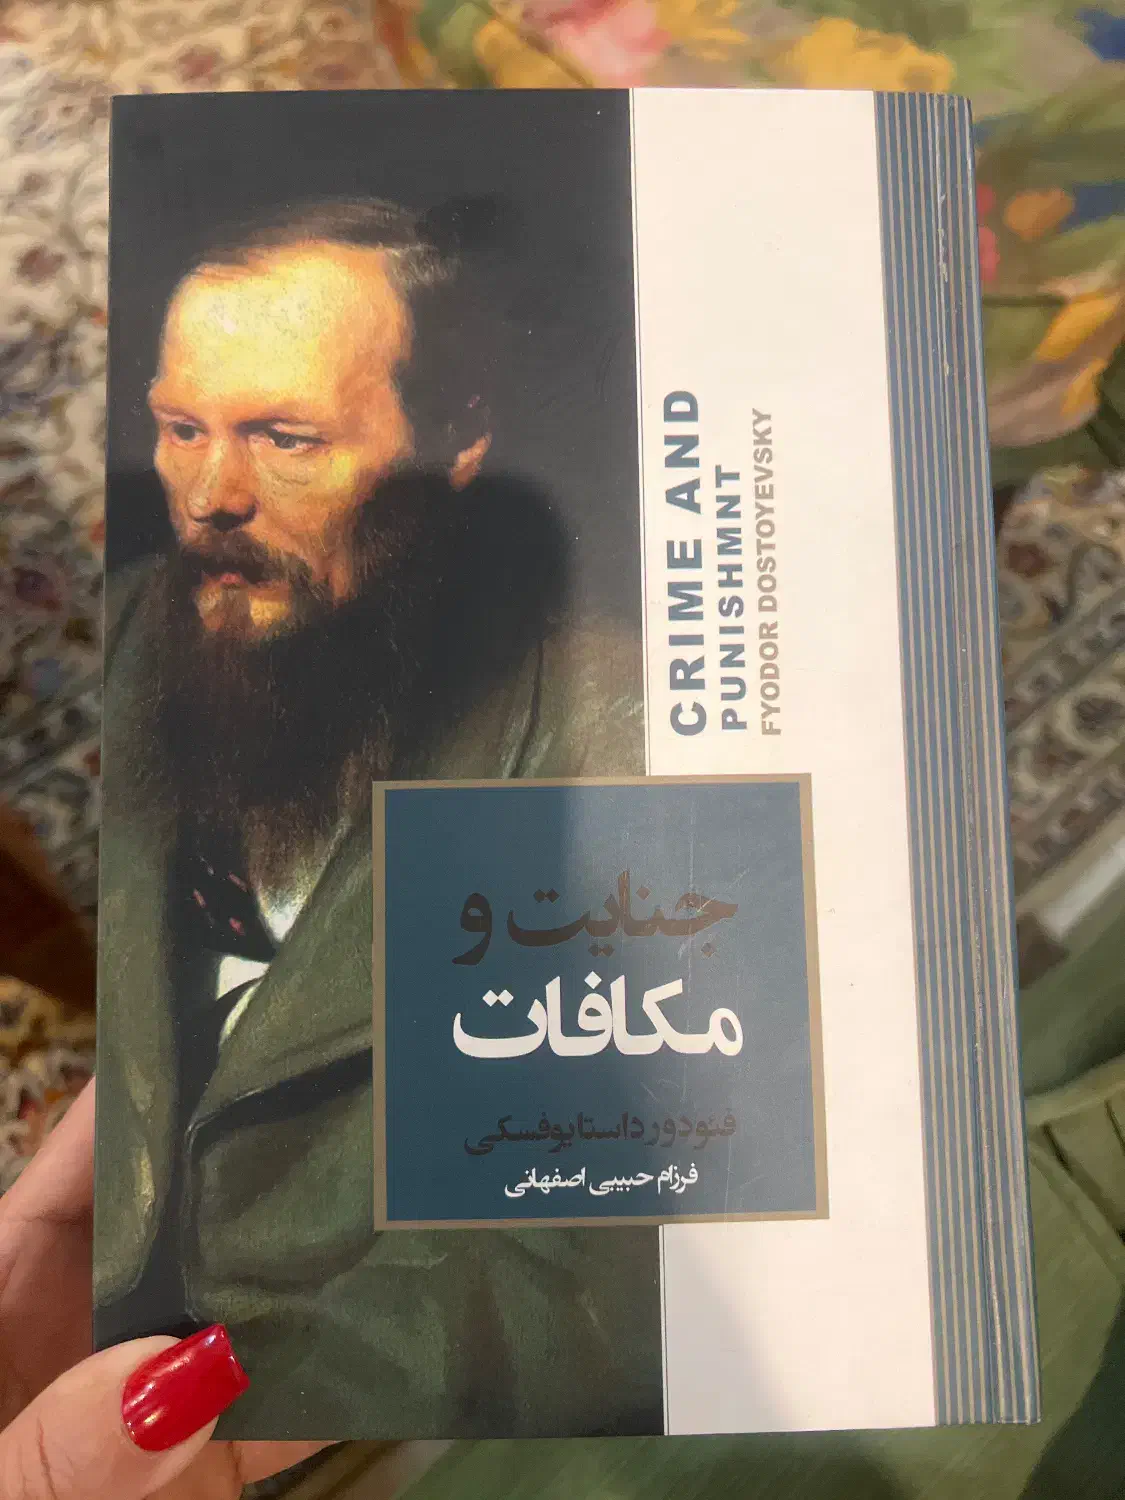 CRIME AND
PUNISHMNT
FYODOR DOSTOYEVSKY
جنایت و
مکافات
فئودور داستایوفسکی
فرزام حبیبی اصفهانی